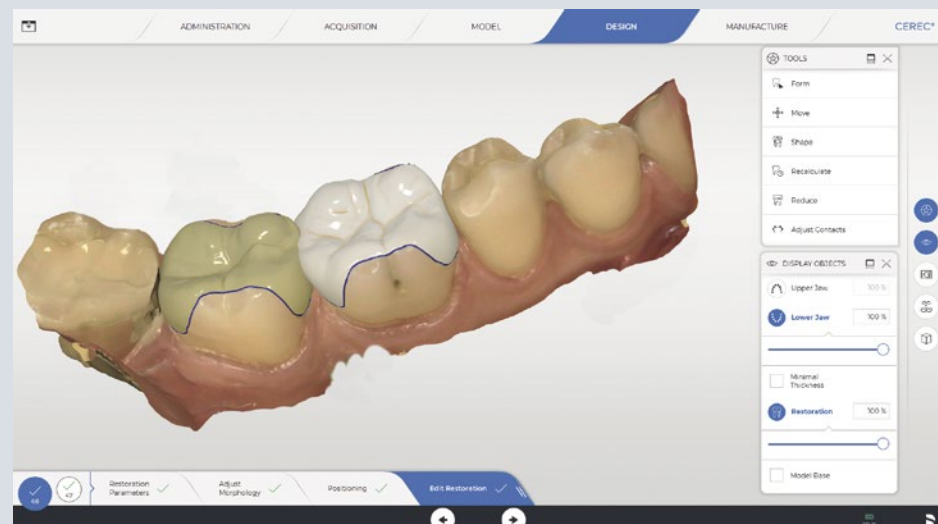 ADMINISTRATION
ACQUISITION
MODEL
DESIGN
MANUFACTURE
CEREC®
TOOLS
Form
Move
Shape
Recalculate
Reduce
Adjust Contacts
DISPLAY OBJECTS
Upper Jaw 100 %
Lower Jaw 100 %
Minimal
Thickness
Restoration 100 %
Model Base
46
47
Restoration
Parameters
Adjust
Morphology
Positioning
Edit Restoration